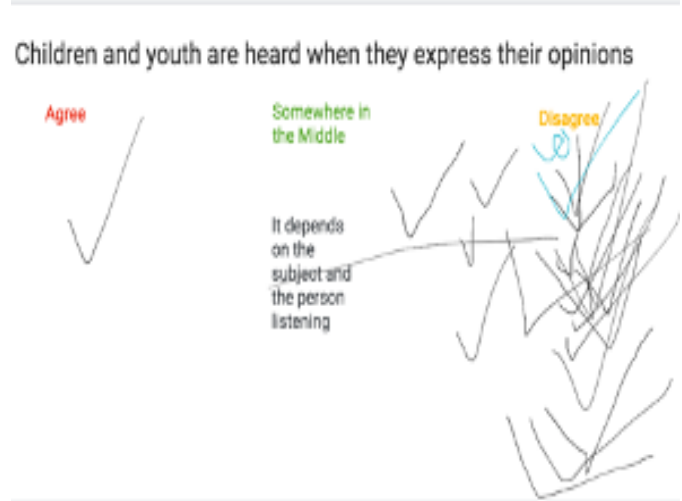 Children and youth are heard when they express their opinions
Agree
Somewhere in
the Middle
Disagree
It depends
on the
subject and
the person
listening